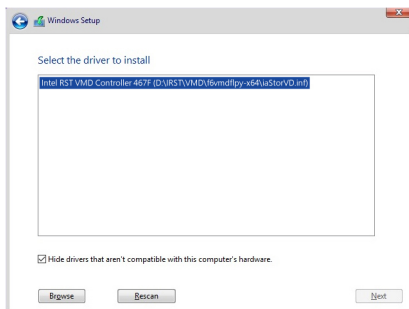 Windows Setup
Select the driver to install
Intel RST VMD Controller 467F (D:\IRST\VMD\f6vmdflpy-x64\iaStorVD.inf)
Hide drivers that aren't compatible with this computer's hardware.
Browse Rescan Next